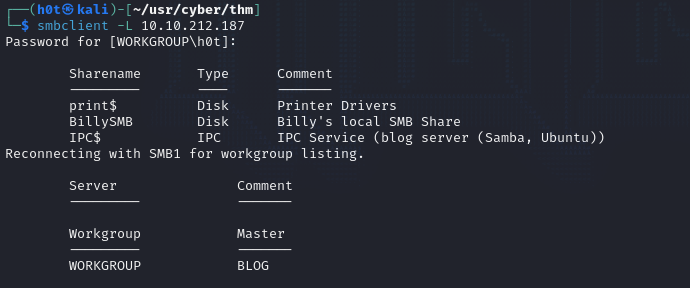 ┌──(h0t㉿kali)-[~/usr/cyber/thm]
└─$ smbclient -L 10.10.212.187
Password for [WORKGROUP\h0t]:
Sharename       Type      Comment
---------       ----      -------
print$          Disk      Printer Drivers
BillySMB        Disk      Billy's local SMB Share
IPC$            IPC       IPC Service (blog server (Samba, Ubuntu))
Reconnecting with SMB1 for workgroup listing.
Server               Comment
---------            -------
Workgroup            Master
---------            -------
WORKGROUP            BLOG